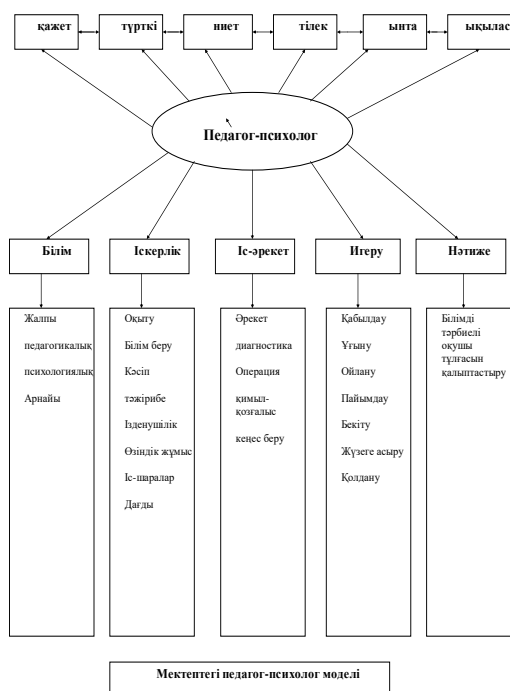 қажет
түрткі
ниет
тілек
ынта
ықылас
Педагог-психолог
Білім
Іскерлік
Іс-әрекет
Игеру
Нәтиже
Жалпы
педагогикалық
психологиялық
Арнайы
Оқыту
Білім беру
Кәсіп
тәжірибе
Ізденушілік
Өзіндік жұмыс
Іс-шаралар
Дағды
Әрекет
диагностика
Операция
қимыл-
қозғалыс
кеңес беру
Қабылдау
Ұғыну
Ойлану
Пайымдау
Бекіту
Жүзеге асыру
Қолдану
Білімді
тәрбиелі
оқушы
тұлғасын
қалыптастыру
Мектептегі педагог-психолог моделі